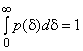 ∫₀^∞ p(δ)dδ = 1